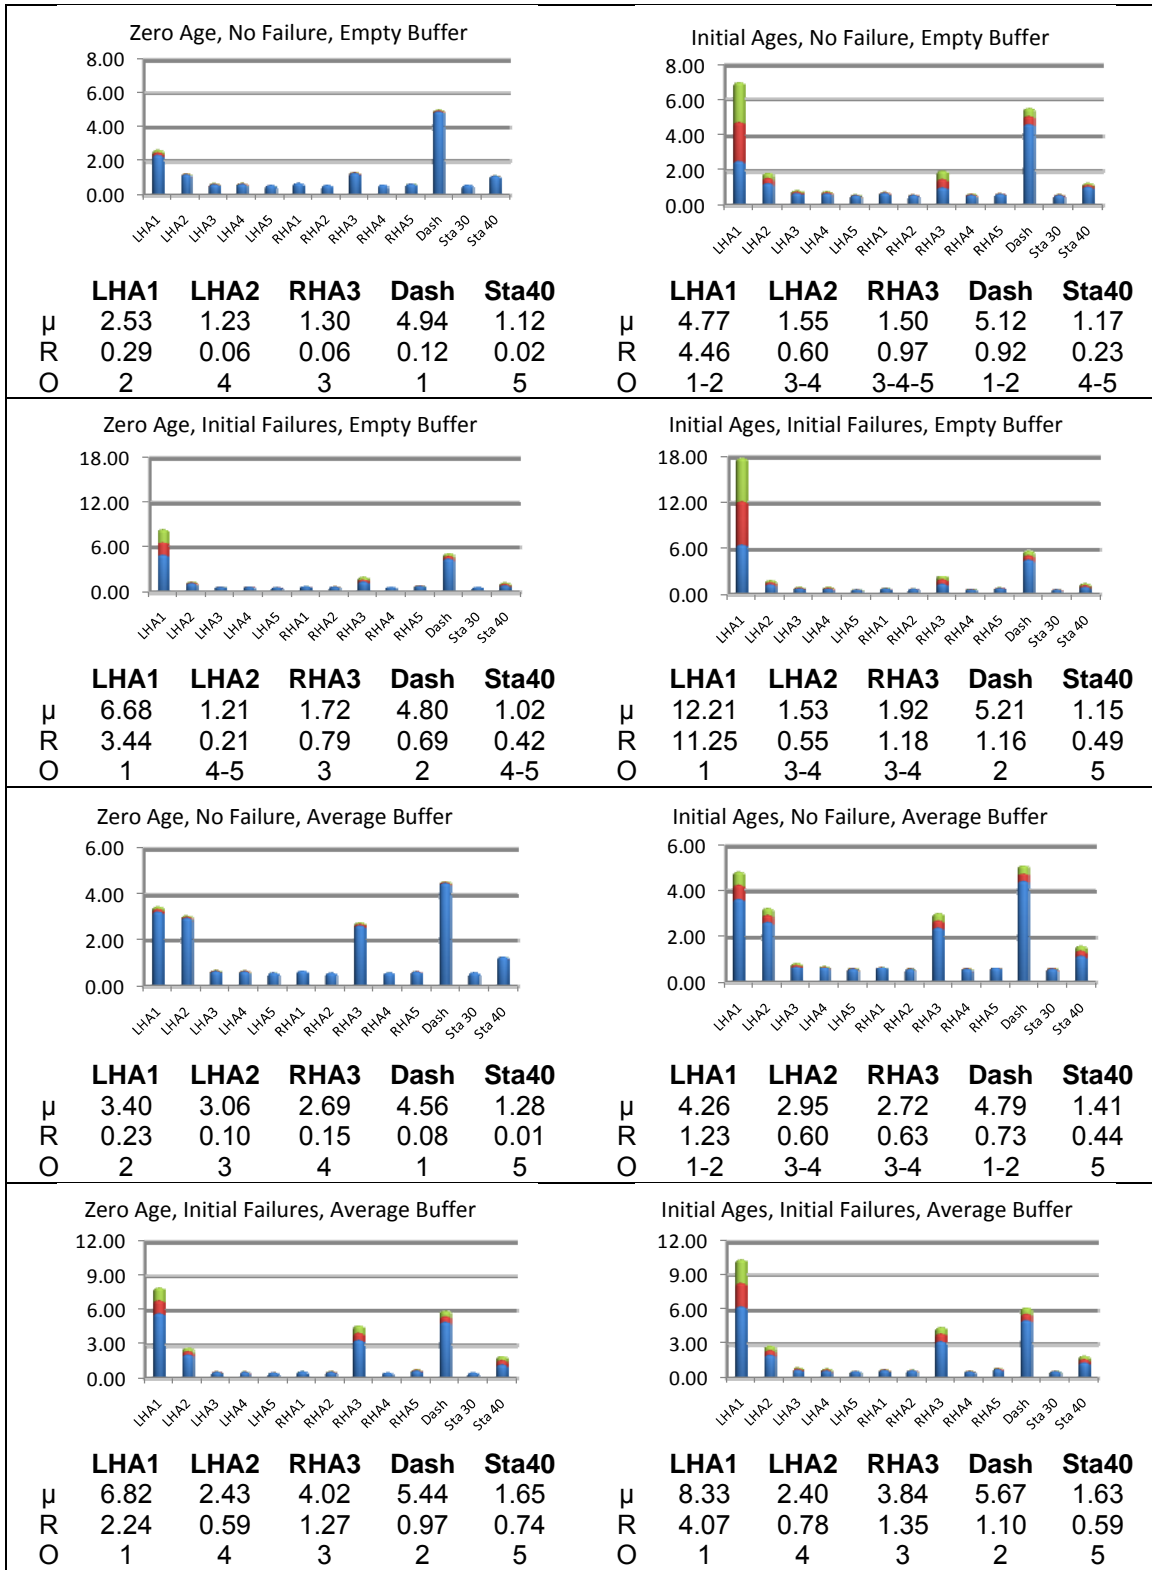 Zero Age, No Failure, Empty Buffer
8.00
6.00
4.00
2.00
0.00
LHA1 LHA2 LHA3 LHA4 LHA5 RHA1 RHA2 RHA3 RHA4 RHA5 Dash Sta 30 Sta 40
LHA1 LHA2 RHA3 Dash Sta40
μ 2.53 1.23 1.30 4.94 1.12
R 0.29 0.06 0.06 0.12 0.02
O 2 4 3 1 5
Initial Ages, No Failure, Empty Buffer
8.00
6.00
4.00
2.00
0.00
LHA1 LHA2 LHA3 LHA4 LHA5 RHA1 RHA2 RHA3 RHA4 RHA5 Dash Sta 30 Sta 40
LHA1 LHA2 RHA3 Dash Sta40
4.77 1.55 1.50 5.12 1.17
4.46 0.60 0.97 0.92 0.23
1-2 3-4 3-4-5 1-2 4-5
Zero Age, Initial Failures, Empty Buffer
18.00
12.00
6.00
0.00
LHA1 LHA2 LHA3 LHA4 LHA5 RHA1 RHA2 RHA3 RHA4 RHA5 Dash Sta 30 Sta 40
LHA1 LHA2 RHA3 Dash Sta40
μ 6.68 1.21 1.72 4.80 1.02
R 3.44 0.21 0.79 0.69 0.42
O 1 4-5 3 2 4-5
Initial Ages, Initial Failures, Empty Buffer
18.00
12.00
6.00
0.00
LHA1 LHA2 LHA3 LHA4 LHA5 RHA1 RHA2 RHA3 RHA4 RHA5 Dash Sta 30 Sta 40
LHA1 LHA2 RHA3 Dash Sta40
12.21 1.53 1.92 5.21 1.15
11.25 0.55 1.18 1.16 0.49
1 3-4 3-4 2 5
Zero Age, No Failure, Average Buffer
6.00
4.00
2.00
0.00
LHA1 LHA2 LHA3 LHA4 LHA5 RHA1 RHA2 RHA3 RHA4 RHA5 Dash Sta 30 Sta 40
LHA1 LHA2 RHA3 Dash Sta40
μ 3.40 3.06 2.69 4.56 1.28
R 0.23 0.10 0.15 0.08 0.01
O 2 3 4 1 5
Initial Ages, No Failure, Average Buffer
6.00
4.00
2.00
0.00
LHA1 LHA2 LHA3 LHA4 LHA5 RHA1 RHA2 RHA3 RHA4 RHA5 Dash Sta 30 Sta 40
LHA1 LHA2 RHA3 Dash Sta40
4.26 2.95 2.72 4.79 1.41
1.23 0.60 0.63 0.73 0.44
1-2 3-4 3-4 1-2 5
Zero Age, Initial Failures, Average Buffer
12.00
9.00
6.00
3.00
0.00
LHA1 LHA2 LHA3 LHA4 LHA5 RHA1 RHA2 RHA3 RHA4 RHA5 Dash Sta 30 Sta 40
LHA1 LHA2 RHA3 Dash Sta40
μ 6.82 2.43 4.02 5.44 1.65
R 2.24 0.59 1.27 0.97 0.74
O 1 4 3 2 5
Initial Ages, Initial Failures, Average Buffer
12.00
9.00
6.00
3.00
0.00
LHA1 LHA2 LHA3 LHA4 LHA5 RHA1 RHA2 RHA3 RHA4 RHA5 Dash Sta 30 Sta 40
LHA1 LHA2 RHA3 Dash Sta40
8.33 2.40 3.84 5.67 1.63
4.07 0.78 1.35 1.10 0.59
1 4 3 2 5